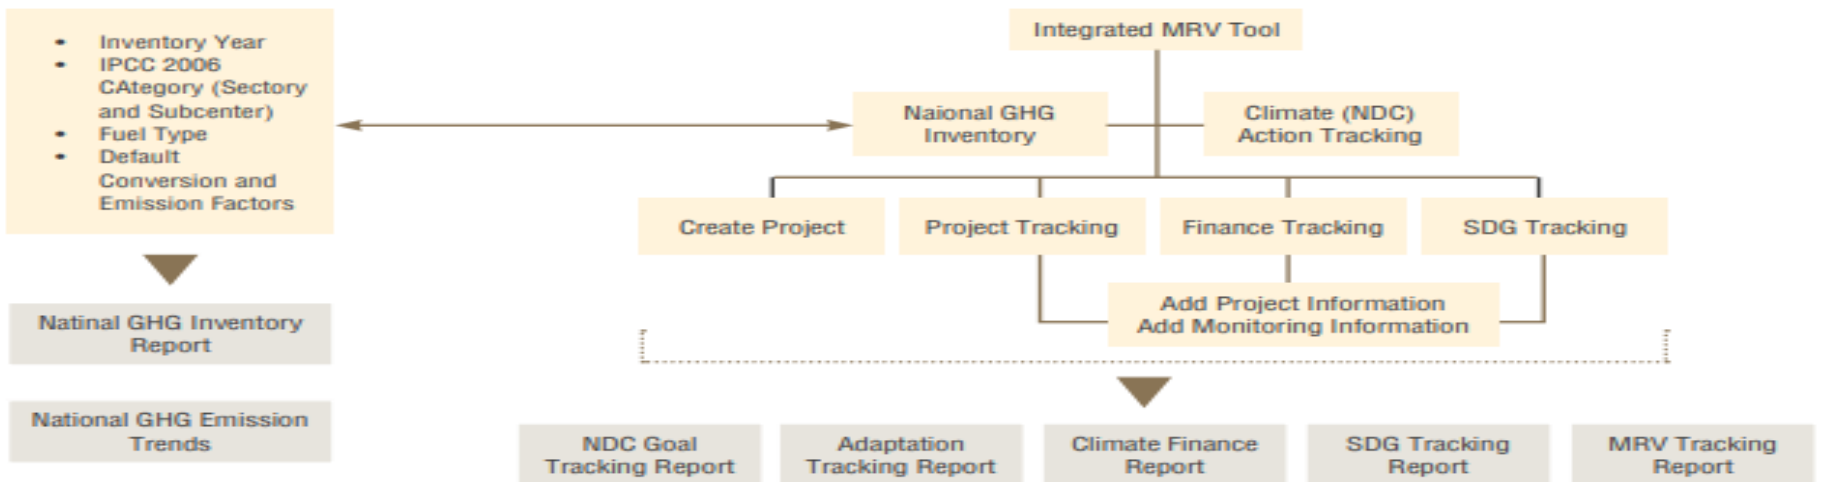 • Inventory Year
• IPCC 2006
CAtegory (Sectory
and Subcenter)
• Fuel Type
• Default
Conversion and
Emission Factors
Natinal GHG Inventory
Report
National GHG Emission
Trends
Integrated MRV Tool
Naional GHG
Inventory
Climate (NDC)
Action Tracking
Create Project
Project Tracking
Finance Tracking
SDG Tracking
Add Project Information
Add Monitoring Information
NDC Goal
Tracking Report
Adaptation
Tracking Report
Climate Finance
Report
SDG Tracking
Report
MRV Tracking
Report